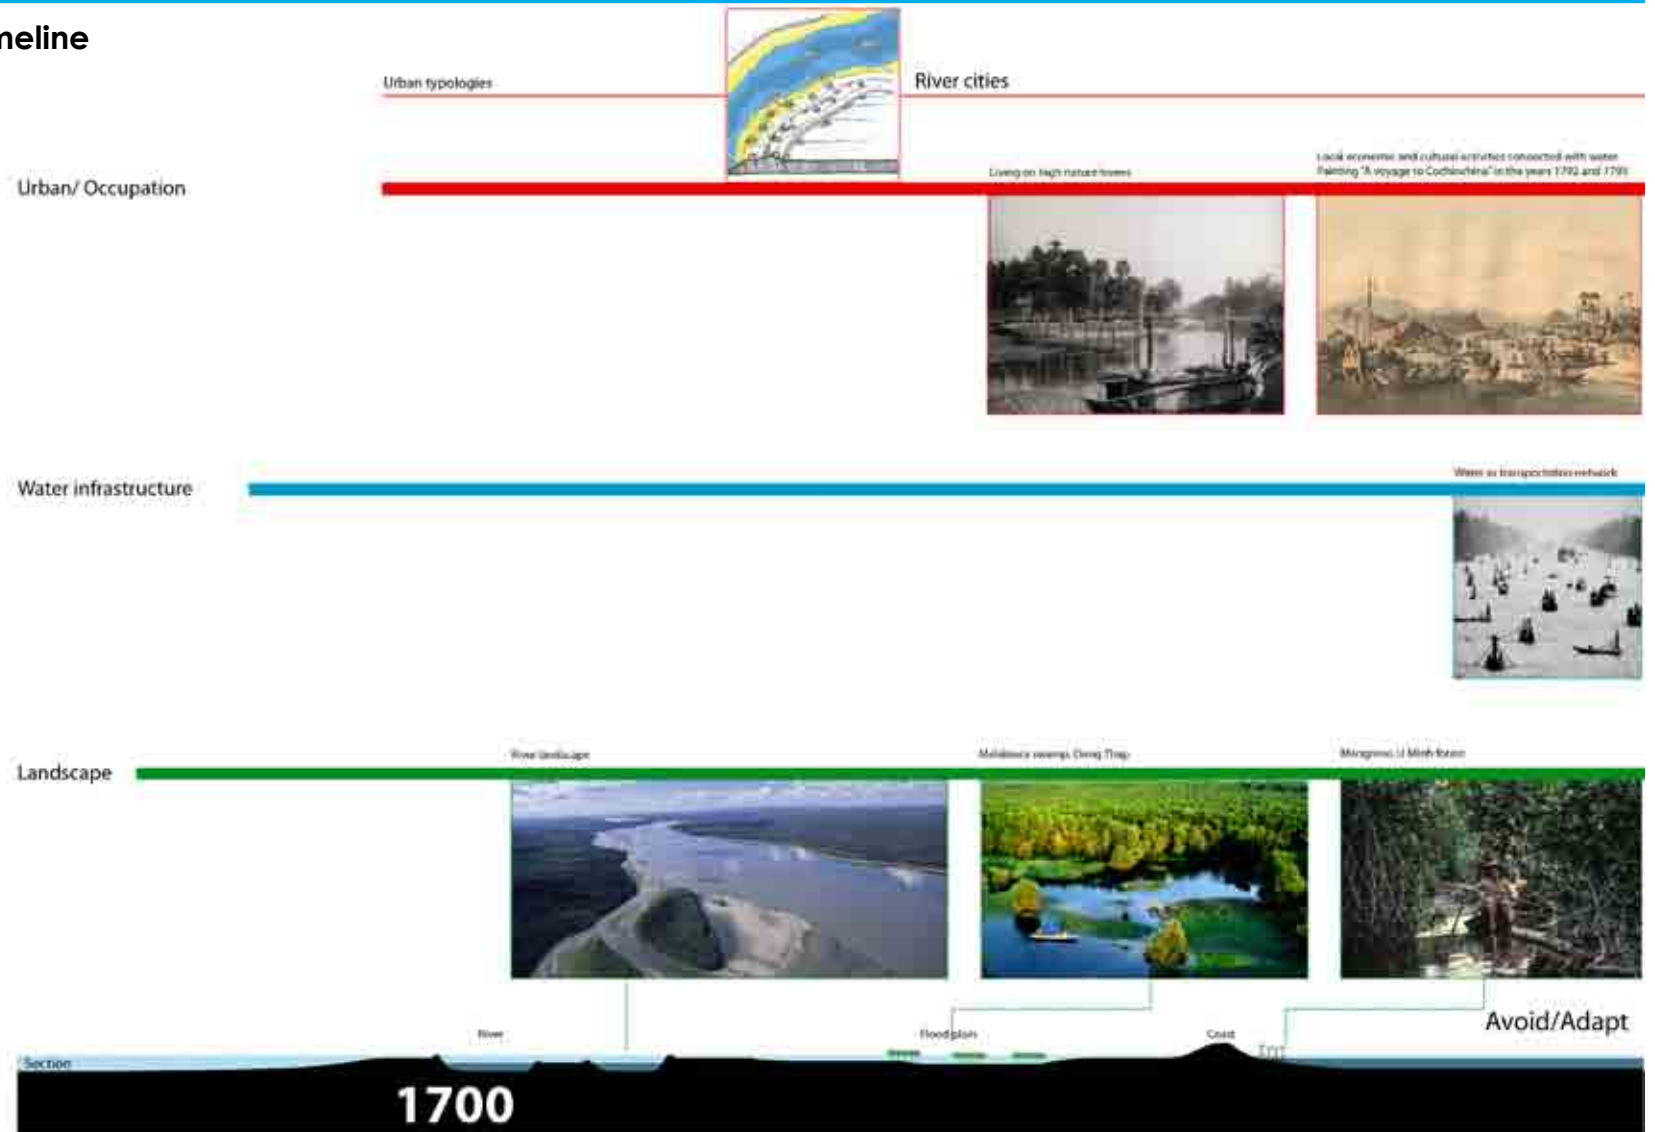 meline
Urban typologies
River cities
Local economic and cultural activities connected with water
Painting "A voyage to Cochinchina" in the years 1792 and 1793
Living on high nature levees
Urban/ Occupation
Water as transportation network
Water infrastructure
River landscape
Melaleuca swamp, Dong Thap
Mangrove, U Minh forest
Landscape
Avoid/Adapt
River
Flood plain
Coast
Section
1700